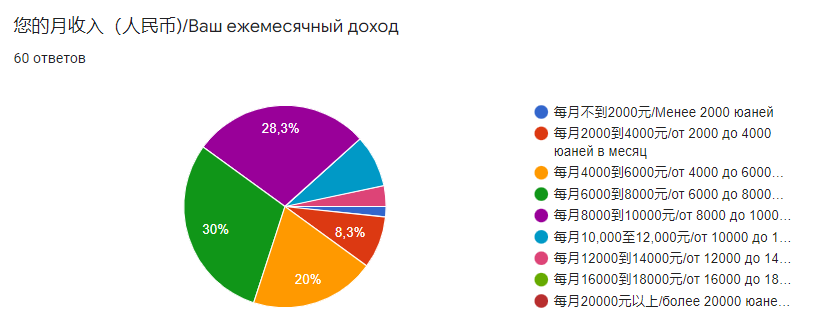 您的月收入（人民币)/Ваш ежемесячный доход
60 ответов
28,3%
30%
20%
8,3%
每月不到2000元/Менее 2000 юаней
每月2000到4000元/от 2000 до 4000
юаней в месяц
每月4000到6000元/от 4000 до 6000…
每月6000到8000元/от 6000 до 8000…
每月8000到10000元/от 8000 до 1000…
每月10,000至12,000元/от 10000 до 1…
每月12000到14000元/от 12000 до 14…
每月16000到18000元/от 16000 до 18…
每月20000元以上/более 20000 юане…